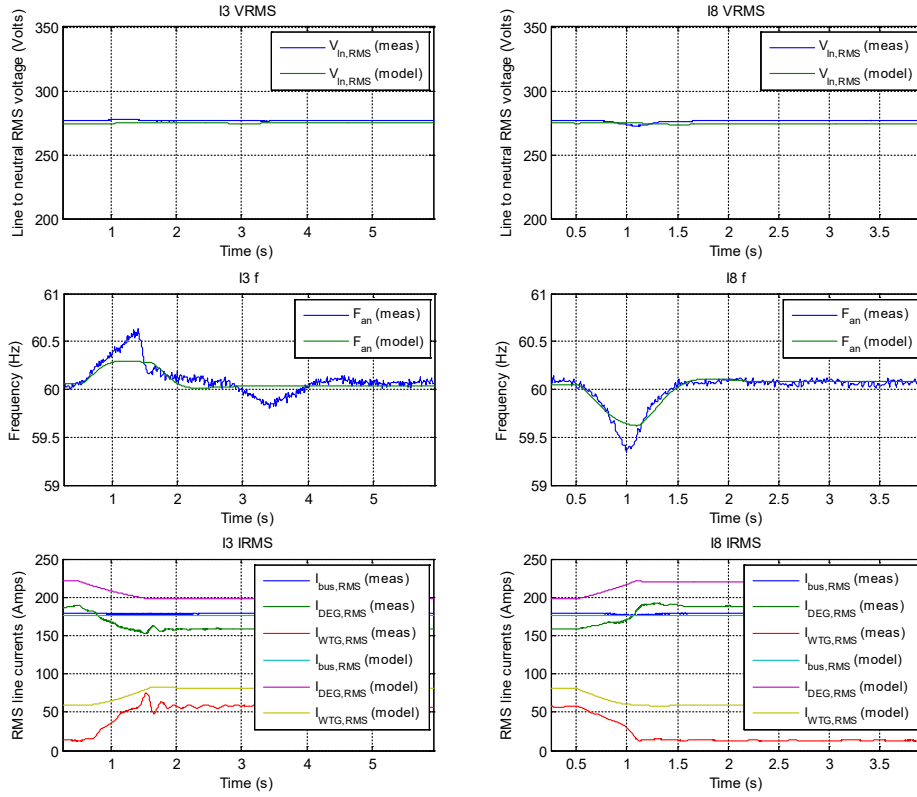 I3 VRMS
Line to neutral RMS voltage (Volts)
350
300
250
200
1
2
3
4
5
Time (s)
V_ln,RMS (meas)
V_ln,RMS (model)
I8 VRMS
Line to neutral RMS voltage (Volts)
350
300
250
200
0.5
1
1.5
2
2.5
3
3.5
Time (s)
V_ln,RMS (meas)
V_ln,RMS (model)
I3 f
Frequency (Hz)
61
60.5
60
59.5
59
1
2
3
4
5
Time (s)
F_an (meas)
F_an (model)
I8 f
Frequency (Hz)
61
60.5
60
59.5
59
0.5
1
1.5
2
2.5
3
3.5
Time (s)
F_an (meas)
F_an (model)
I3 IRMS
RMS line currents (Amps)
250
200
150
100
50
0
1
2
3
4
5
Time (s)
I_bus,RMS (meas)
I_DEG,RMS (meas)
I_WTG,RMS (meas)
I_bus,RMS (model)
I_DEG,RMS (model)
I_WTG,RMS (model)
I8 IRMS
RMS line currents (Amps)
250
200
150
100
50
0
0.5
1
1.5
2
2.5
3
3.5
Time (s)
I_bus,RMS (meas)
I_DEG,RMS (meas)
I_WTG,RMS (meas)
I_bus,RMS (model)
I_DEG,RMS (model)
I_WTG,RMS (model)